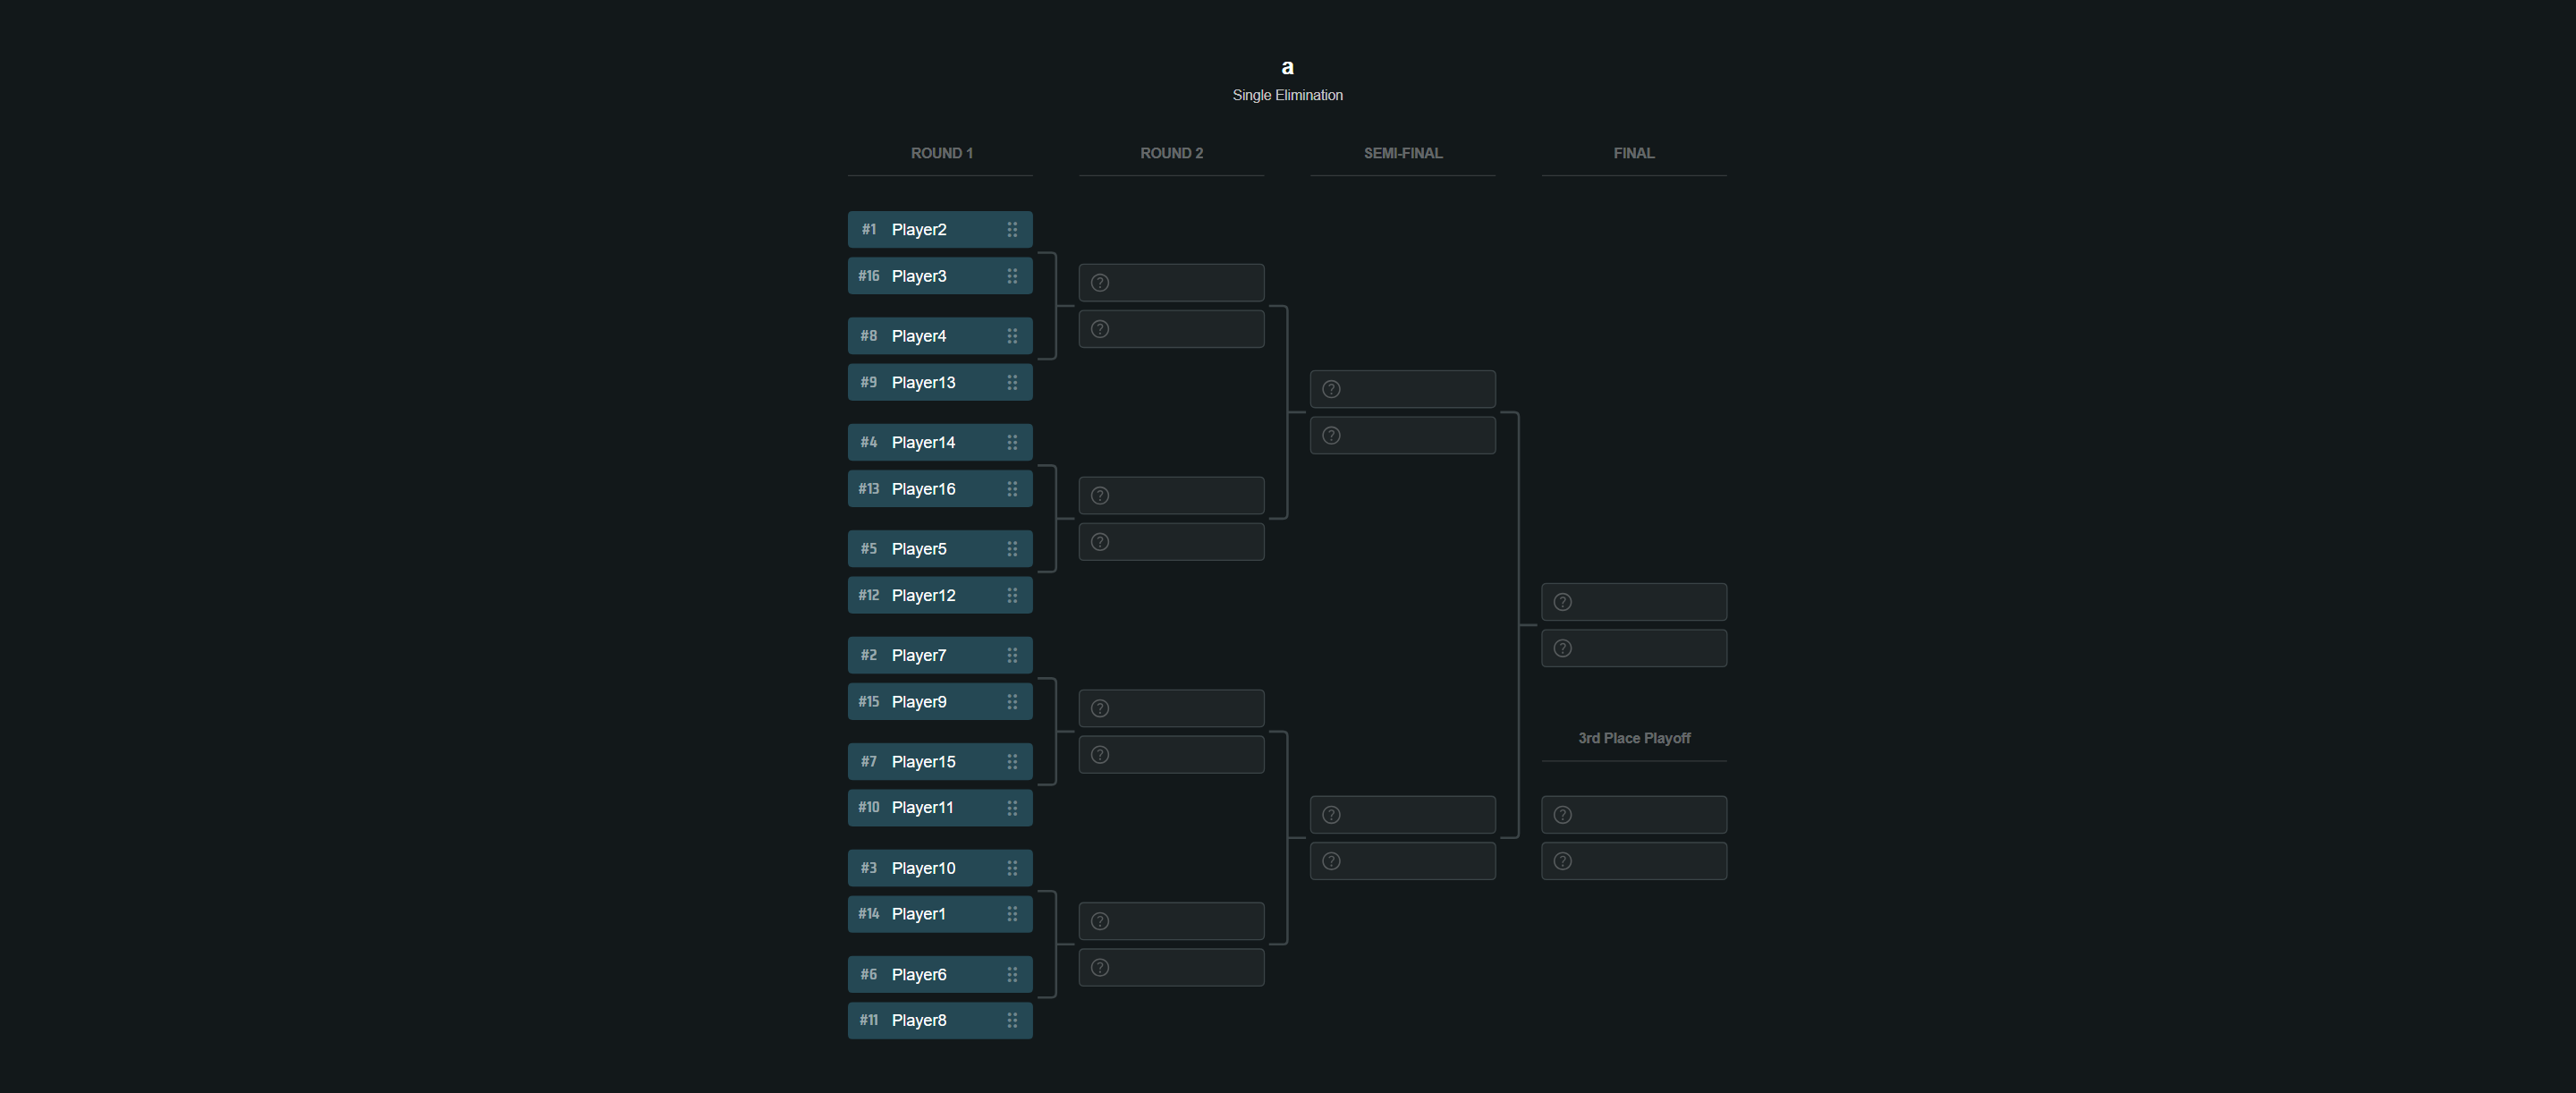 a
Single Elimination
ROUND 1 ROUND 2 SEMI-FINAL FINAL
#1 Player2
#16 Player3
#8 Player4
#9 Player13
#4 Player14
#13 Player16
#5 Player5
#12 Player12
#2 Player7
#15 Player9
3rd Place Playoff
#7 Player15
#10 Player11
#3 Player10
#14 Player1
#6 Player6
#11 Player8